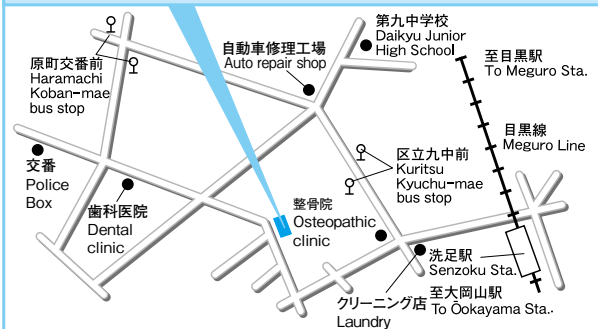 第九中学校
Daikyu Junior
High School
自動車修理工場
Auto repair shop
原町交番前
Haramachi
Koban-mae
bus stop
至目黒駅
To Meguro Sta.
目黒線
Meguro Line
区立九中前
Kuritsu
Kyuchu-mae
bus stop
交番
Police
Box
歯科医院
Dental
clinic
整骨院
Osteopathic
clinic
洗足駅
Senzoku Sta.
クリーニング店
Laundry
至大岡山駅
To Ōokayama Sta.